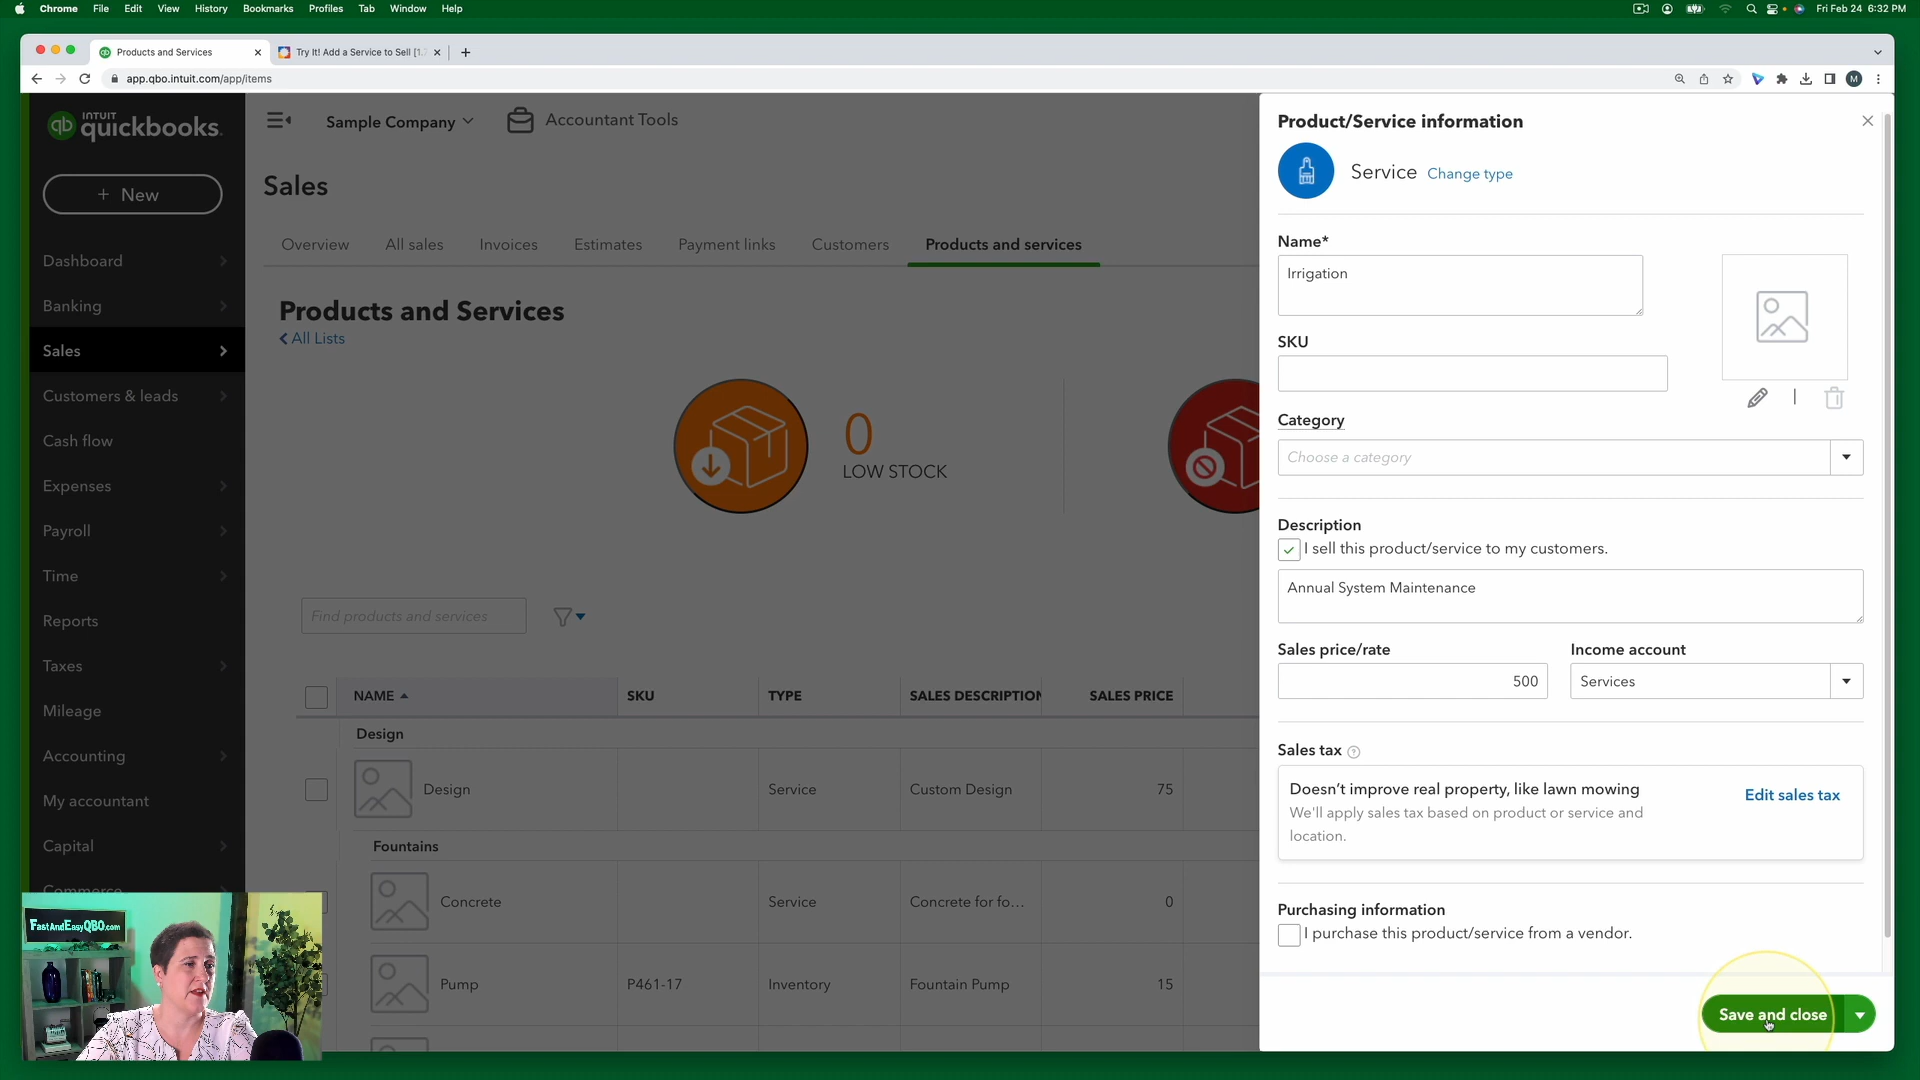 Chrome File Edit View History Bookmarks Profiles Tab Window Help Fri Feb 24 6:32 PM
Products and Services Try It! Add a Service to Sell [1.
app.qbo.intuit.com/app/items M
INTUIT
qb quickbooks.
Sample Company Accountant Tools
+ New
Dashboard
Banking
Sales
Customers & leads
Cash flow
Expenses
Payroll
Time
Reports
Taxes
Mileage
Accounting
My accountant
Capital
Commerce
Sales
Overview All sales Invoices Estimates Payment links Customers Products and services
Products and Services
All Lists
0
LOW STOCK
Find products and services
NAME SKU TYPE SALES DESCRIPTION SALES PRICE
Design
Design Service Custom Design 75
Fountains
Concrete Service Concrete for fo... 0
Pump P461-17 Inventory Fountain Pump 15
Product/Service information
Service Change type
Name*
Irrigation
SKU
Category
Choose a category
Description
I sell this product/service to my customers.
Annual System Maintenance
Sales price/rate Income account
500 Services
Sales tax ?
Doesn't improve real property, like lawn mowing
We'll apply sales tax based on product or service and
location.
Edit sales tax
Purchasing information
I purchase this product/service from a vendor.
Save and close
FastAndEasyQBO.com